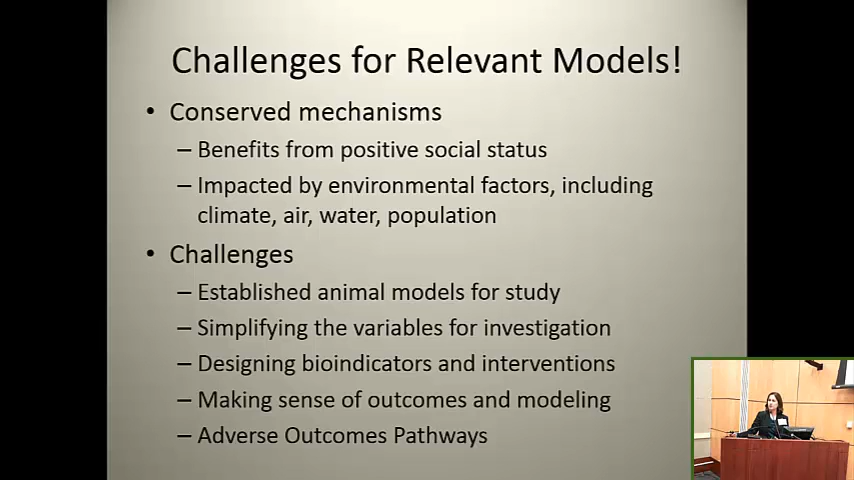 Challenges for Relevant Models!
• Conserved mechanisms
– Benefits from positive social status
– Impacted by environmental factors, including
climate, air, water, population
• Challenges
– Established animal models for study
– Simplifying the variables for investigation
– Designing bioindicators and interventions
– Making sense of outcomes and modeling
– Adverse Outcomes Pathways